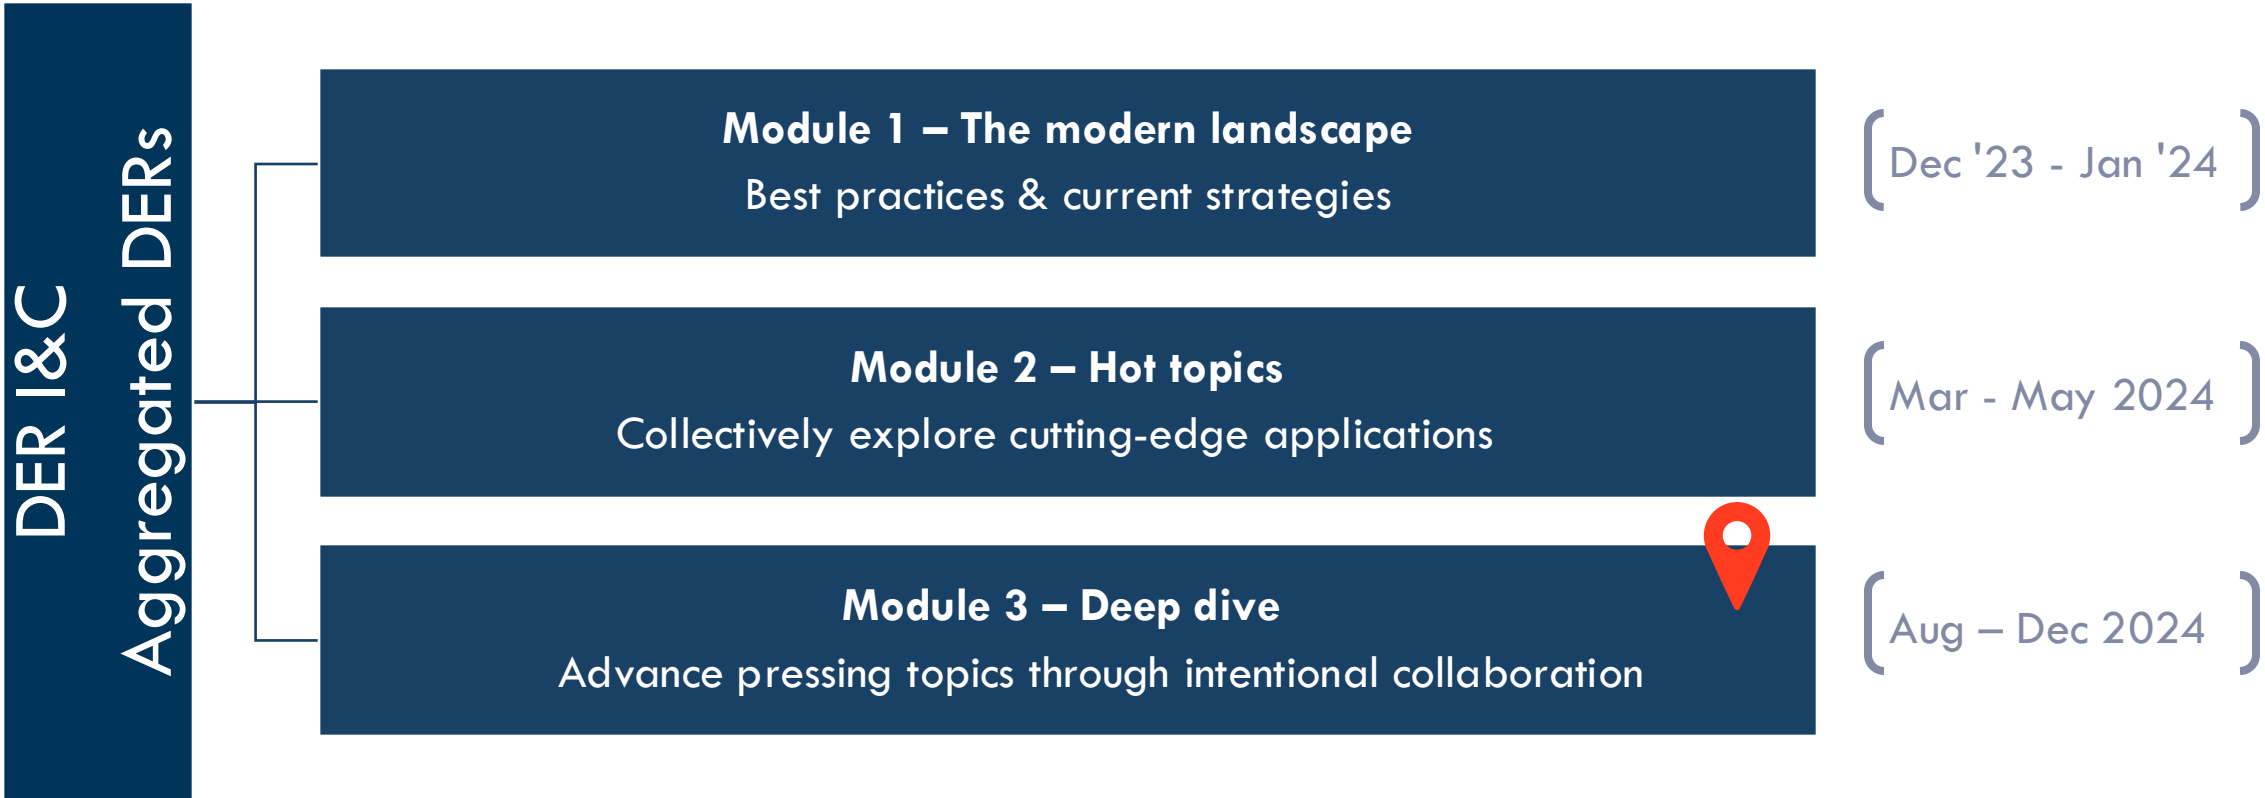 DER I&C
Aggregated DERs
Module 1 – The modern landscape
Best practices & current strategies
Dec '23 - Jan '24
Module 2 – Hot topics
Collectively explore cutting-edge applications
Mar - May 2024
Module 3 – Deep dive
Advance pressing topics through intentional collaboration
Aug – Dec 2024